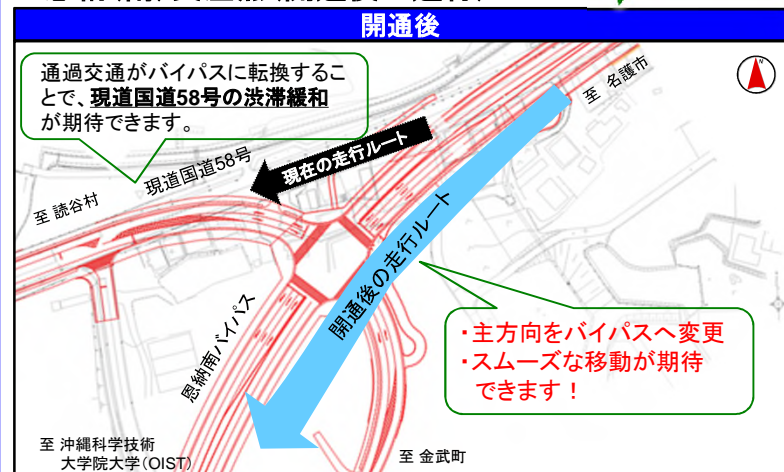 開通後
通過交通がバイパスに転換するこ
とで、現道国道58号の渋滞緩和
が期待できます。
至 名護市
N
現在の走行ルート
現道国道58号
至 読谷村
開通後の走行ルート
恩納南バイパス
・主方向をバイパスへ変更
・スムーズな移動が期待
できます！
至 沖縄科学技術
大学院大学(OIST)
至 金武町